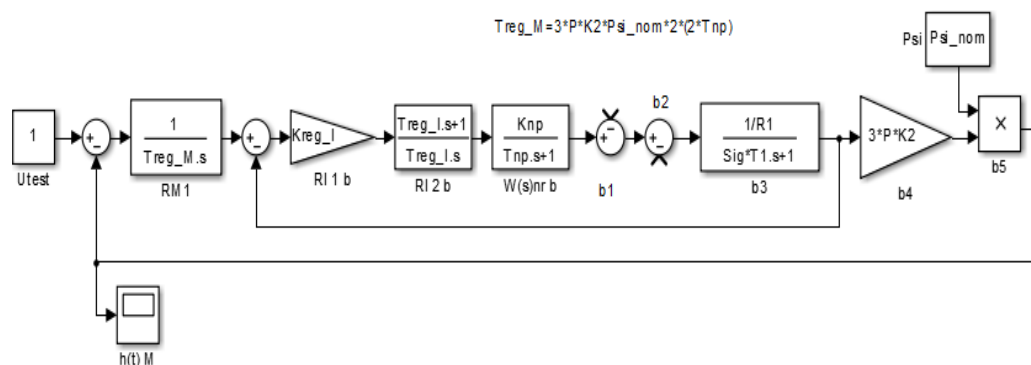 Treg_M=3*P*K2*Psi_nom*2*(2*Tnp)
Psi
Psi_nom
b2
1
1
Treg_M.s
Kreg_I
Treg_I.s+1
Treg_I.s
Knp
Tnp.s+1
1/R1
Sig*T1.s+1
3*P*K2
×
Utest
RM 1
RI 1 b
RI 2 b
W(s)nr b
b1
b3
b4
b5
h(t) M